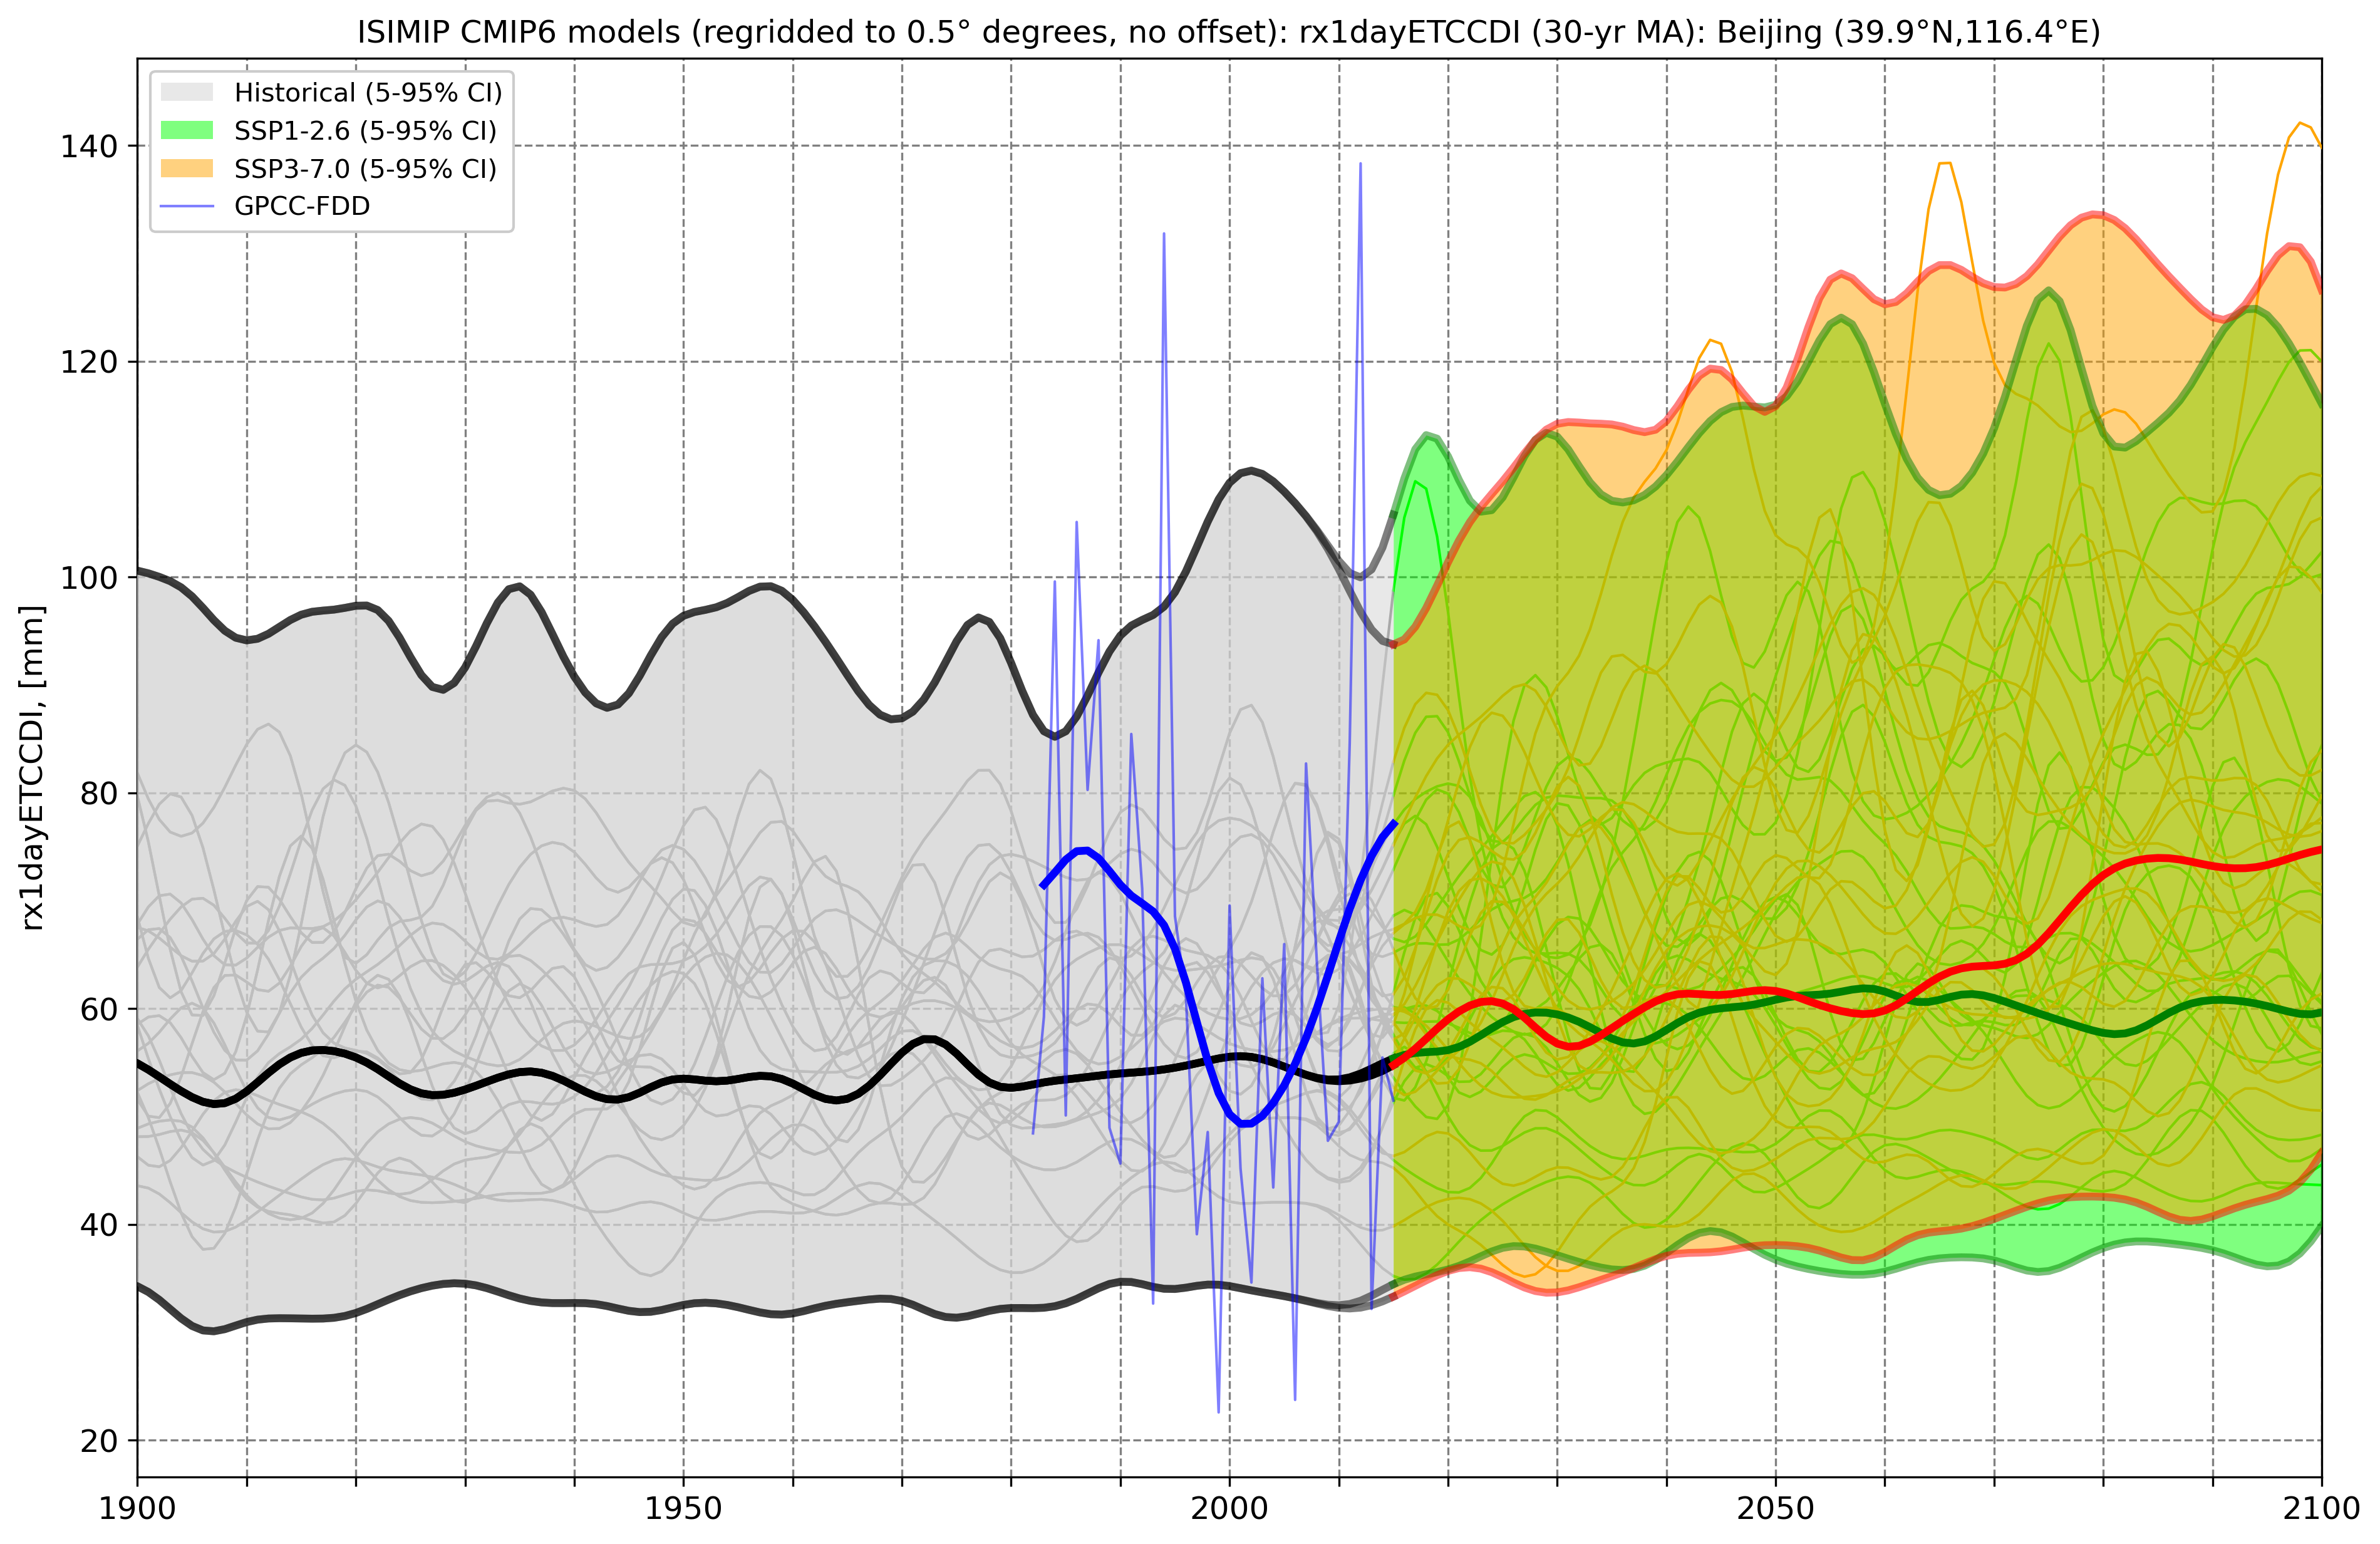 ISIMIP CMIP6 models (regridded to 0.5° degrees, no offset): rx1dayETCCDI (30-yr MA): Beijing (39.9°N,116.4°E)
Historical (5-95% CI)
SSP1-2.6 (5-95% CI)
SSP3-7.0 (5-95% CI)
GPCC-FDD
rx1dayETCCDI, [mm]
140
120
100
80
60
40
20
1900
1950
2000
2050
2100